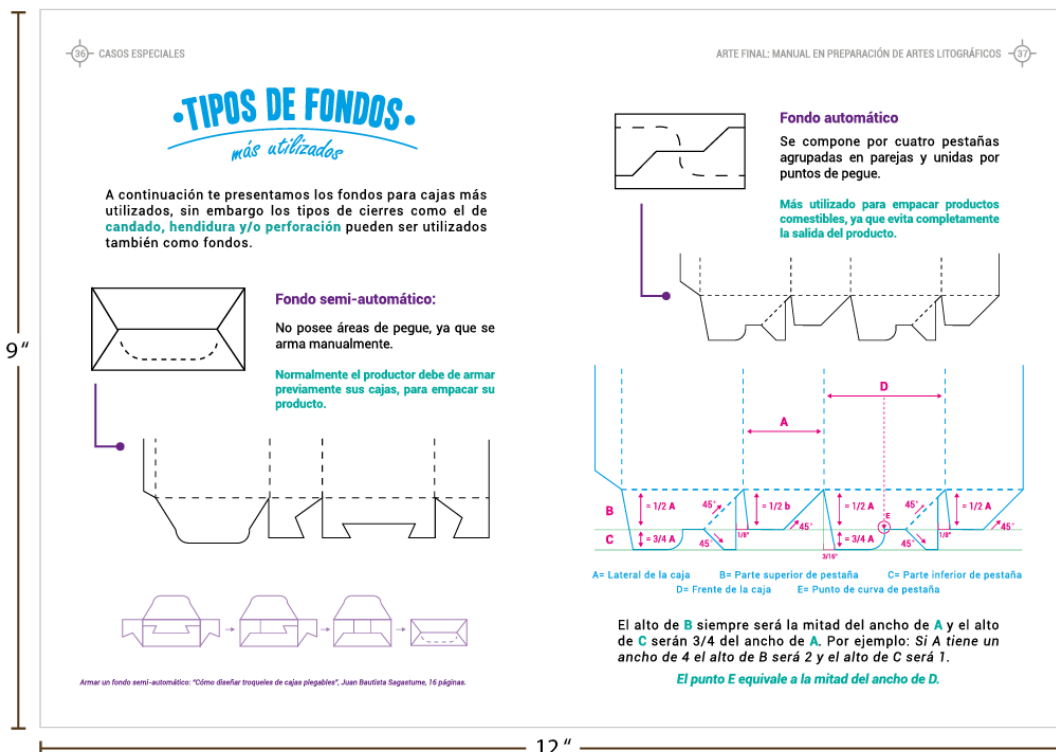 36 CASOS ESPECIALES
TIPOS DE FONDOS
más utilizados
A continuación te presentamos los fondos para cajas más
utilizados, sin embargo los tipos de cierres como el de
candado, hendidura y/o perforación pueden ser utilizados
también como fondos.
Fondo semi-automático:
No posee áreas de pegue, ya que se
arma manualmente.
Normalmente el productor debe de armar
previamente sus cajas, para empacar su
producto.
Armar un fondo semi-automático: "Cómo diseñar troqueles de cajas plegables", Juan Bautista Sagastume, 16 páginas.
ARTE FINAL: MANUAL EN PREPARACIÓN DE ARTES LITOGRÁFICOS 37
Fondo automático
Se compone por cuatro pestañas
agrupadas en parejas y unidas por
puntos de pegue.
Más utilizado para empacar productos
comestibles, ya que evita completamente
la salida del producto.
D
A
B = 1/2 A 45° = 1/2 b 45° = 1/2 A E 45° = 1/2 A 45°
C = 3/4 A 45° 1/8" = 3/4 A 45° 1/8"
3/16"
A= Lateral de la caja B= Parte superior de pestaña C= Parte inferior de pestaña
D= Frente de la caja E= Punto de curva de pestaña
El alto de B siempre será la mitad del ancho de A y el alto
de C serán 3/4 del ancho de A. Por ejemplo: Si A tiene un
ancho de 4 el alto de B será 2 y el alto de C será 1.
El punto E equivale a la mitad del ancho de D.
9"
12"